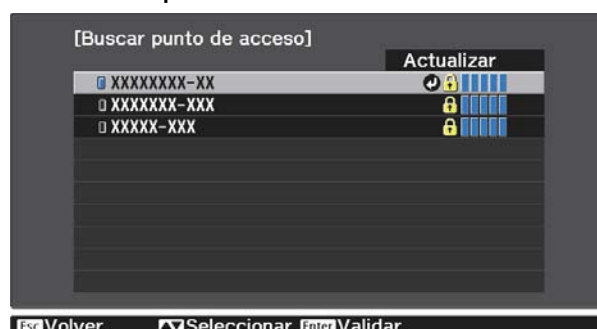 [Buscar punto de acceso]
Actualizar
XXXXXXXX-XX
XXXXXXX-XXX
XXXXX-XXX
Esc Volver Seleccionar Enter Validar